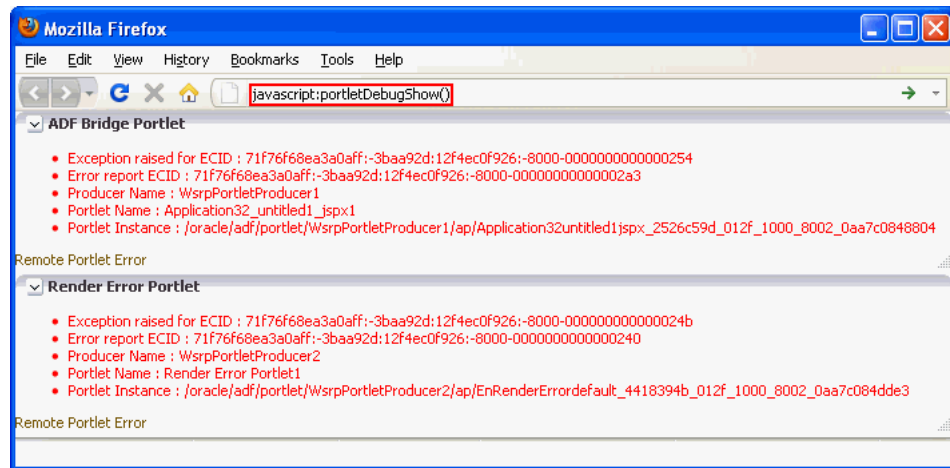 Mozilla Firefox
File Edit View History Bookmarks Tools Help
javascript:portletDebugShow()
ADF Bridge Portlet
Exception raised for ECID : 71f76f68ea3a0aff:-3baa92d:12f4ec0f926:-8000-0000000000000254
Error report ECID : 71f76f68ea3a0aff:-3baa92d:12f4ec0f926:-8000-00000000000002a3
Producer Name : WsrpPortletProducer1
Portlet Name : Application32_untitled1_jspx1
Portlet Instance : /oracle/adf/portlet/WsrpPortletProducer1/ap/Application32untitled1jspx_2526c59d_012f_1000_8002_0aa7c0848804
Remote Portlet Error
Render Error Portlet
Exception raised for ECID : 71f76f68ea3a0aff:-3baa92d:12f4ec0f926:-8000-000000000000024b
Error report ECID : 71f76f68ea3a0aff:-3baa92d:12f4ec0f926:-8000-0000000000000240
Producer Name : WsrpPortletProducer2
Portlet Name : Render Error Portlet1
Portlet Instance : /oracle/adf/portlet/WsrpPortletProducer2/ap/EnRenderErrordefault_4418394b_012f_1000_8002_0aa7c084dde3
Remote Portlet Error